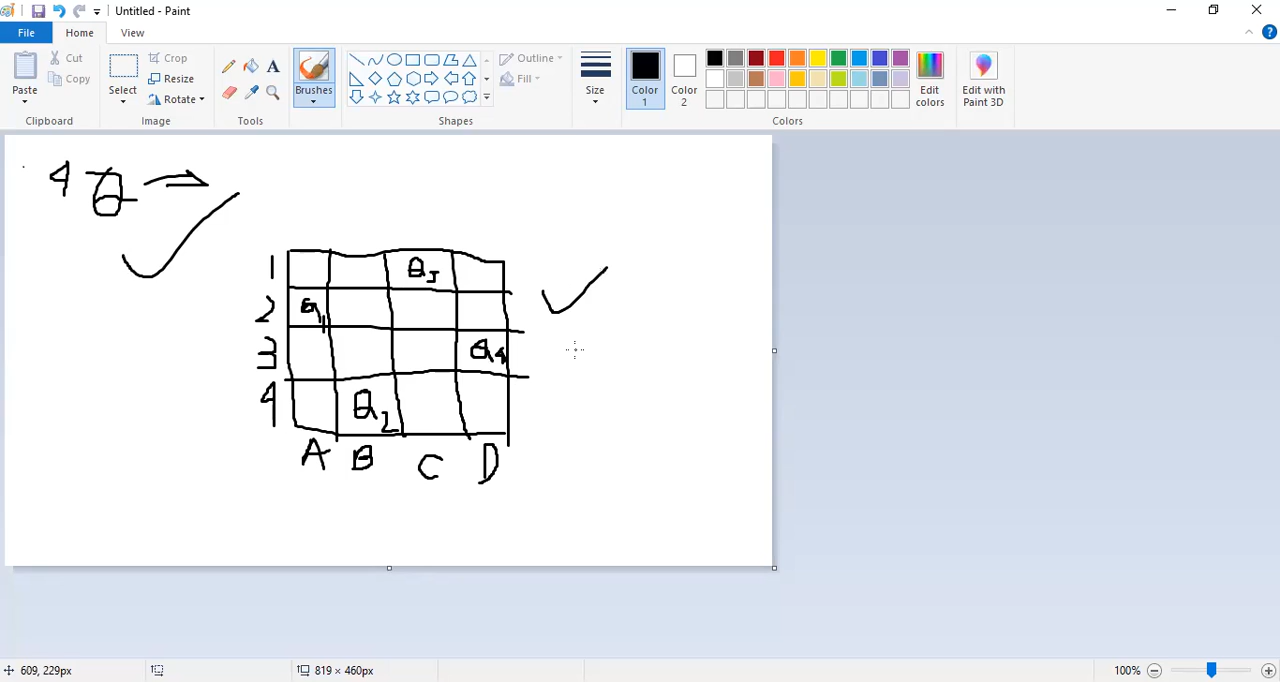 Untitled - Paint
File Home View
Paste
Cut
Copy
Clipboard
Select
Crop
Resize
Rotate
Image
A
Tools
Brushes
Outline
Fill
Shapes
Size
Color 1
Color 2
Edit colors
Colors
Edit with Paint 3D
4 Q
1 Q3
2 Q1
3 Q4
4 Q2
A B C D
609, 229px
819 × 460px
100%